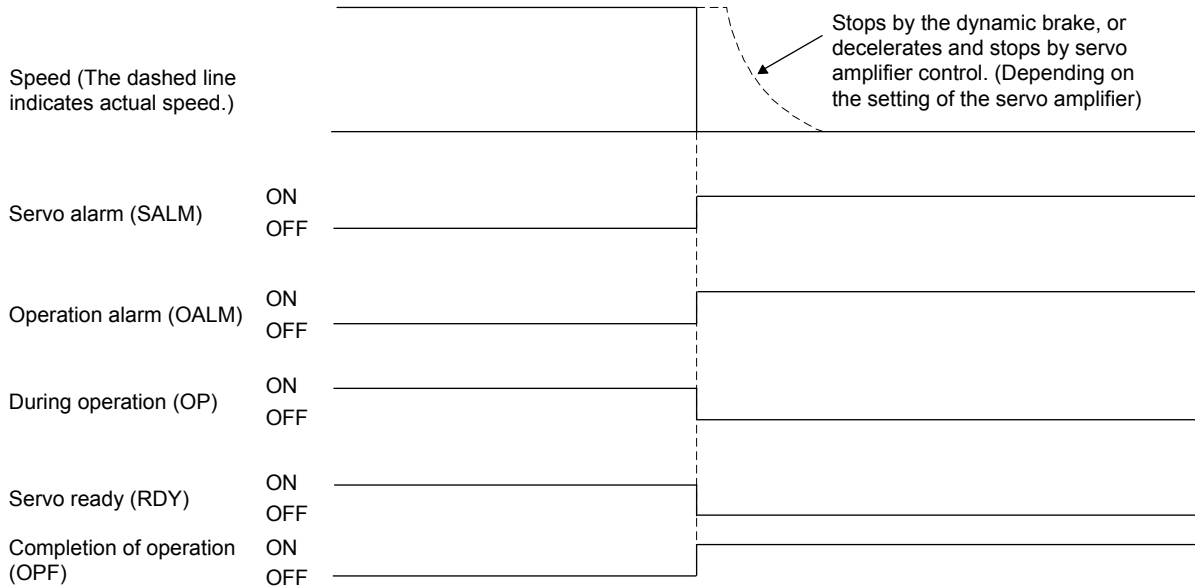 Stops by the dynamic brake, or
decelerates and stops by servo
amplifier control. (Depending on
the setting of the servo amplifier)
Speed (The dashed line
indicates actual speed.)
Servo alarm (SALM)
ON
OFF
Operation alarm (OALM)
ON
OFF
During operation (OP)
ON
OFF
Servo ready (RDY)
ON
OFF
Completion of operation
(OPF)
ON
OFF